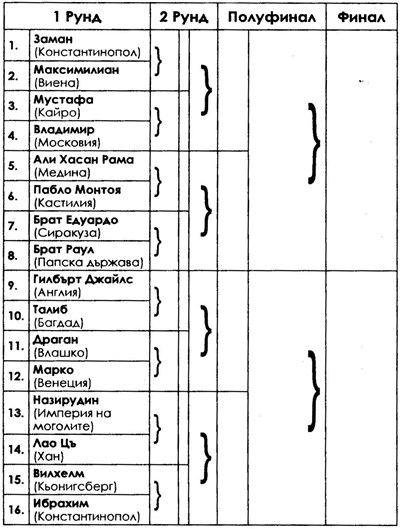 1 Рунд 2 Рунд Полуфинал Финал
1. Заман
(Константинопол)
2. Максимилиан
(Виена)
3. Мустафа
(Кайро)
4. Владимир
(Московия)
5. Али Хасан Рама
(Медина)
6. Пабло Монтоя
(Кастилия)
7. Брат Едуардо
(Сиракуза)
8. Брат Раул
(Папска държава)
9. Гилбърт Джайлс
(Англия)
10. Талиб
(Багдад)
11. Драган
(Влашко)
12. Марко
(Венеция)
13. Назирудин
(Империя на
моголите)
14. Лао Цъ
(Хан)
15. Вилхелм
(Кьонигсберг)
16. Ибрахим
(Константинопол)